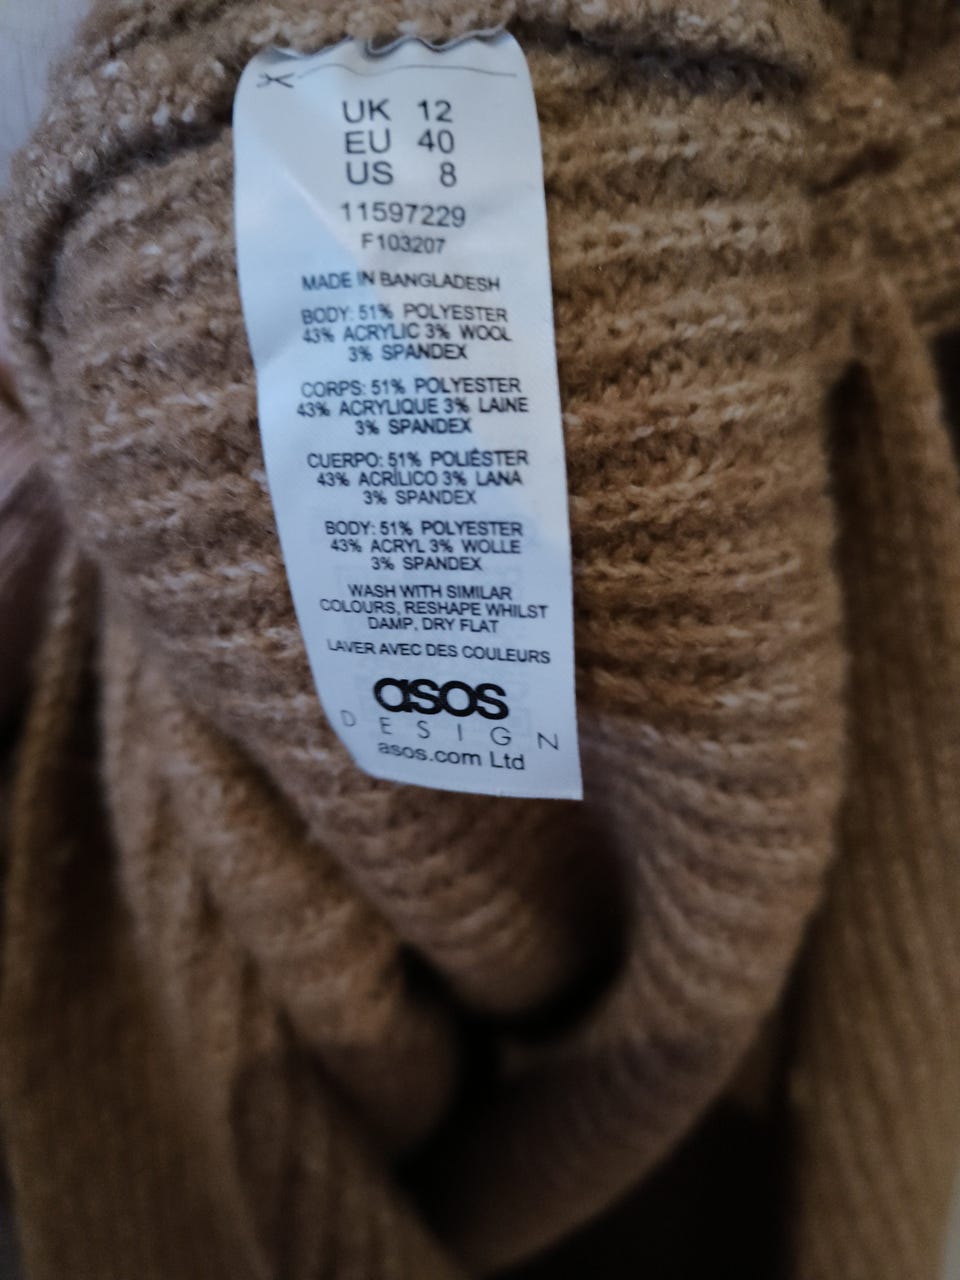 UK 12
EU 40
US 8
11597229
F103207
MADE IN BANGLADESH
BODY: 51% POLYESTER
43% ACRYLIC 3% WOOL
3% SPANDEX
CORPS: 51% POLYESTER
43% ACRYLIQUE 3% LAINE
3% SPANDEX
CUERPO: 51% POLIÉSTER
43% ACRÍLICO 3% LANA
3% SPANDEX
BODY: 51% POLYESTER
43% ACRYL 3% WOLLE
3% SPANDEX
WASH WITH SIMILAR
COLOURS, RESHAPE WHILST
DAMP, DRY FLAT
LAVER AVEC DES COULEURS
asos
DESIGN
asos.com Ltd